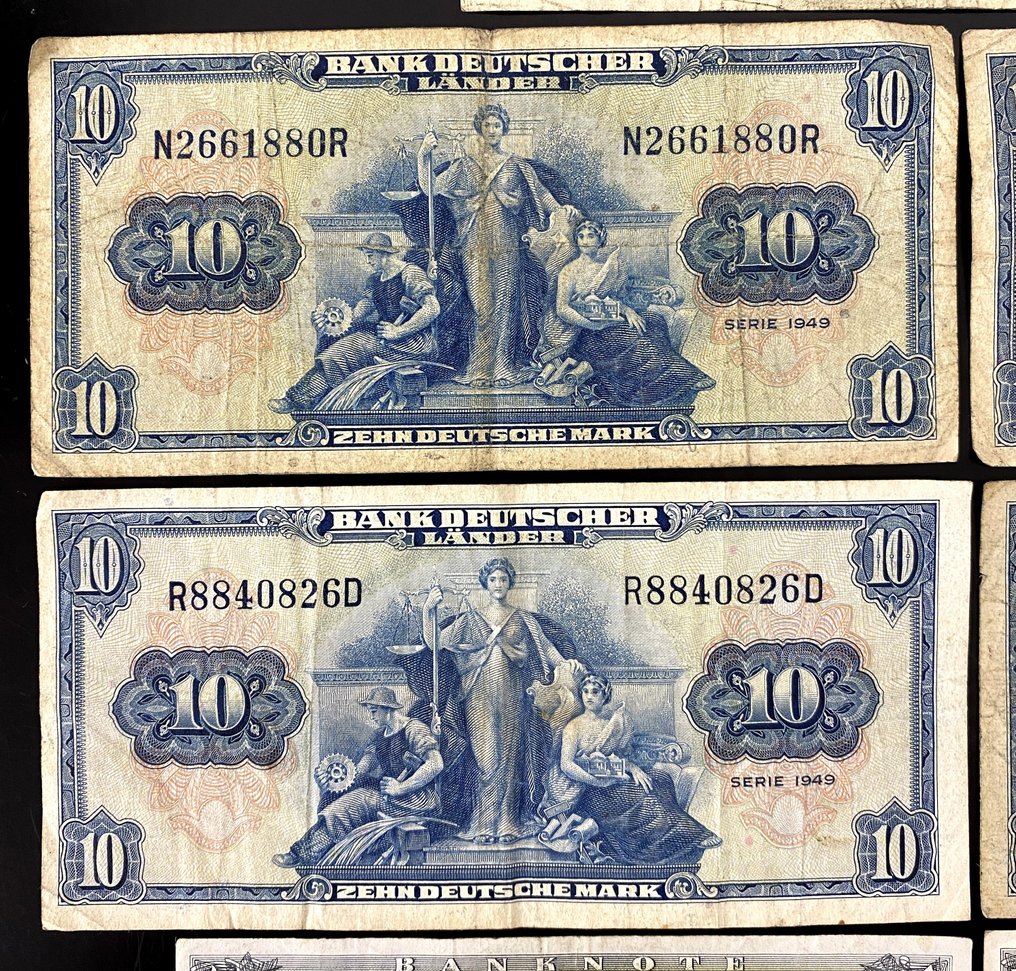 BANK DEUTSCHER
LÄNDER
10 10
N2661880R N2661880R
10 10
SERIE 1949
10 10
ZEHN DEUTSCHE MARK
BANK DEUTSCHER
LÄNDER
10 10
R8840826D R8840826D
10 10
SERIE 1949
10 10
ZEHN DEUTSCHE MARK
BANKNOTE